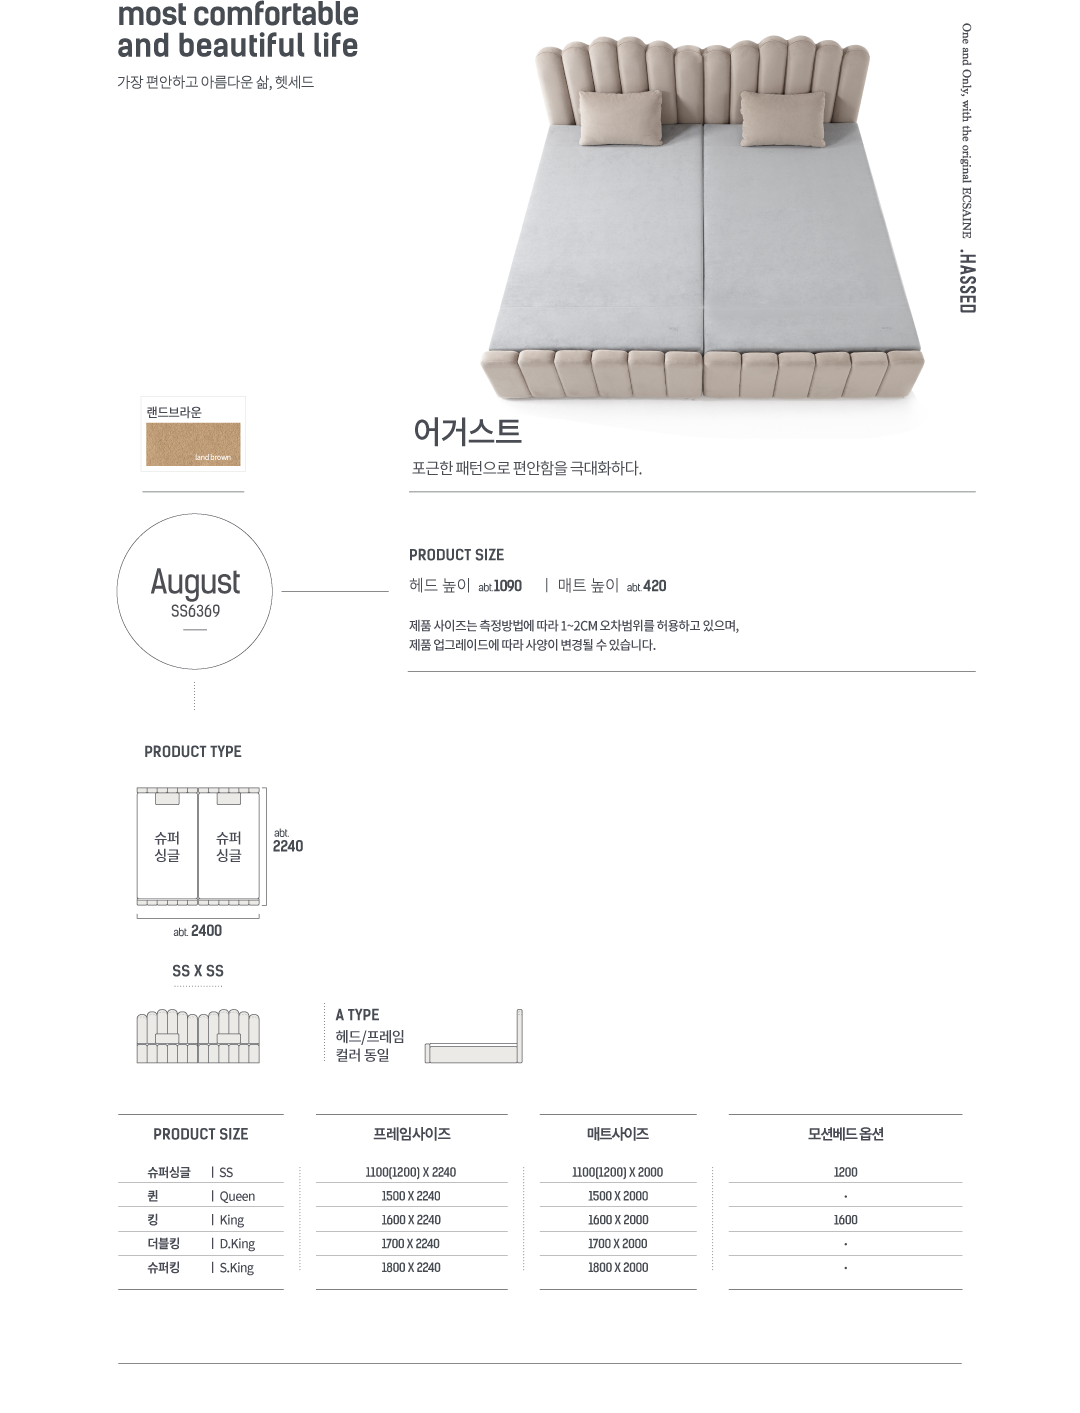 most comfortable
and beautiful life
가장 편안하고 아름다운 삶, 헷세드
One and Only, with the original ECSAINE .HASSED
랜드브라운
land brown
어거스트
포근한 패턴으로 편안함을 극대화하다.
August
SS6369
PRODUCT SIZE
헤드 높이 abt.1090 | 매트 높이 abt.420
제품 사이즈는 측정방법에 따라 1~2CM 오차범위를 허용하고 있으며,
제품 업그레이드에 따라 사양이 변경될 수 있습니다.
PRODUCT TYPE
슈퍼 슈퍼
싱글 싱글
abt.
2240
abt. 2400
SS X SS
A TYPE
헤드/프레임
컬러 동일
PRODUCT SIZE 프레임사이즈 매트사이즈 모션베드 옵션
슈퍼싱글 | SS 1100(1200) X 2240 1100(1200) X 2000 1200
퀸 | Queen 1500 X 2240 1500 X 2000 ·
킹 | King 1600 X 2240 1600 X 2000 1600
더블킹 | D.King 1700 X 2240 1700 X 2000 ·
슈퍼킹 | S.King 1800 X 2240 1800 X 2000 ·